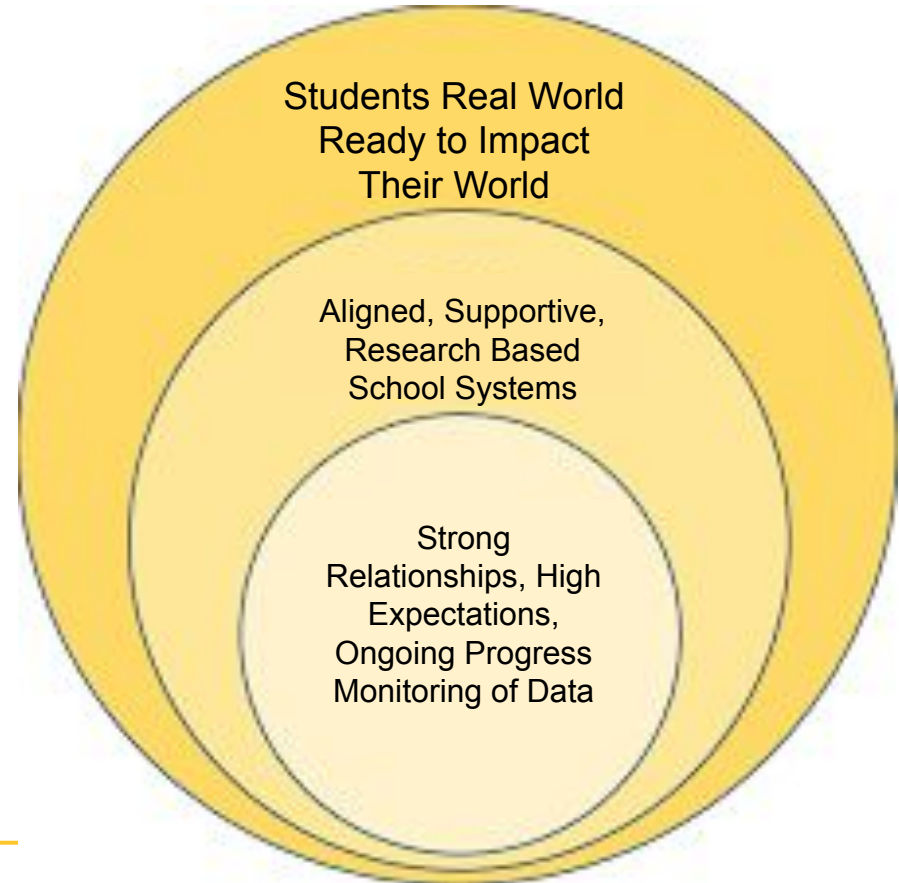 Students Real World
Ready to Impact
Their World
Aligned, Supportive,
Research Based
School Systems
Strong
Relationships, High
Expectations,
Ongoing Progress
Monitoring of Data